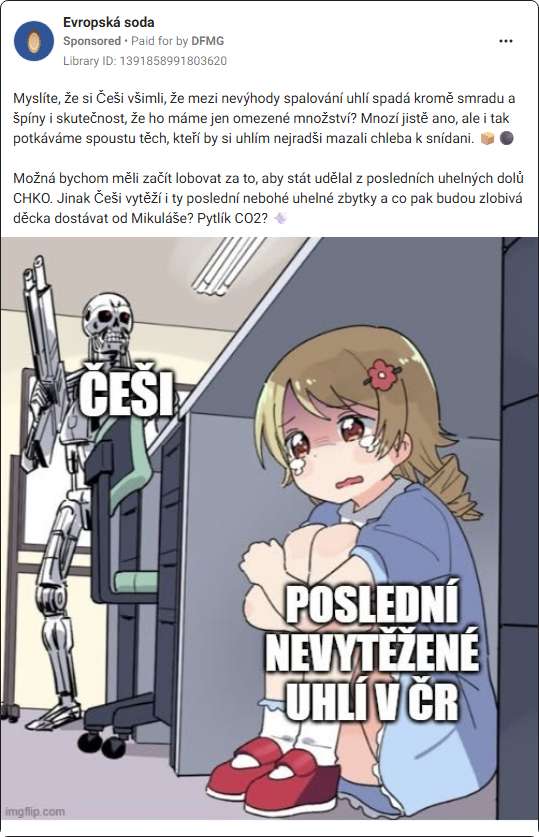 Evropská soda
Sponsored • Paid for by DFMG
Library ID: 1391858991803620
Myslíte, že si Češi všimli, že mezi nevýhody spalování uhlí spadá kromě smradu a
špíny i skutečnost, že ho máme jen omezené množství? Mnozí jistě ano, ale i tak
potkáváme spoustu těch, kteří by si uhlím nejradši mazali chleba k snídani. 📦🌑
Možná bychom měli začít lobovat za to, aby stát udělal z posledních uhelných dolů
CHKO. Jinak Češi vytěží i ty poslední nebohé uhelné zbytky a co pak budou zlobivá
děcka dostávat od Mikuláše? Pytlík CO2? 💨
ČEŠI
POSLEDNÍ
NEVYTĚŽENÉ
UHLÍ V ČR
imgflip.com